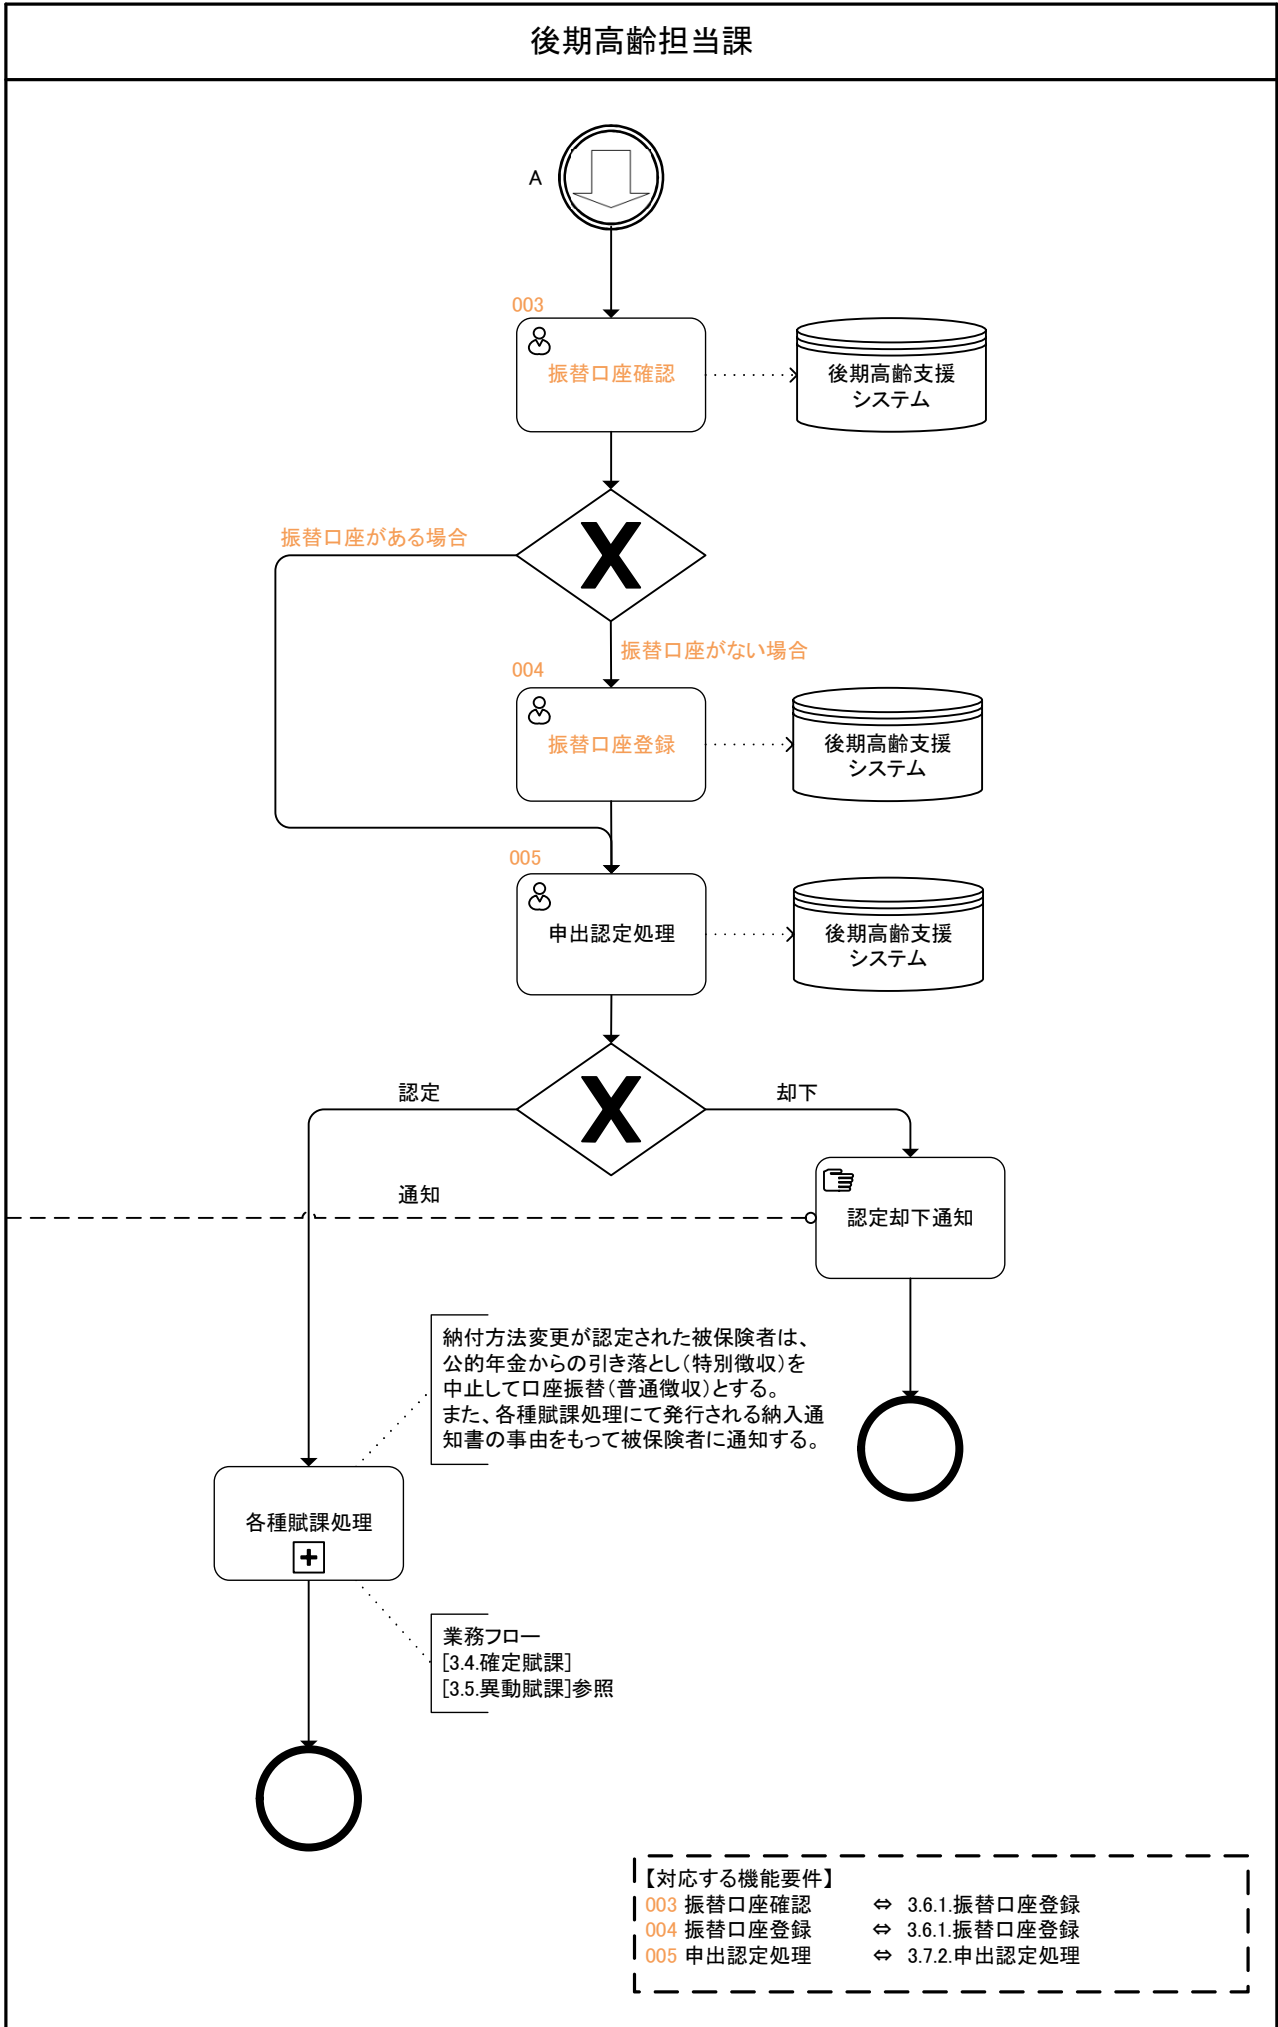 後期高齢担当課
A
003
振替口座確認
後期高齢支援
システム
振替口座がある場合
振替口座がない場合
004
振替口座登録
後期高齢支援
システム
005
申出認定処理
後期高齢支援
システム
認定
却下
通知
認定却下通知
納付方法変更が認定された被保険者は、
公的年金からの引き落とし（特別徴収）を
中止して口座振替（普通徴収）とする。
また、各種賦課処理にて発行される納入通
知書の事由をもって被保険者に通知する。
各種賦課処理
業務フロー
[3.4.確定賦課]
[3.5.異動賦課]参照
【対応する機能要件】
003 振替口座確認 ⇔ 3.6.1.振替口座登録
004 振替口座登録 ⇔ 3.6.1.振替口座登録
005 申出認定処理 ⇔ 3.7.2.申出認定処理